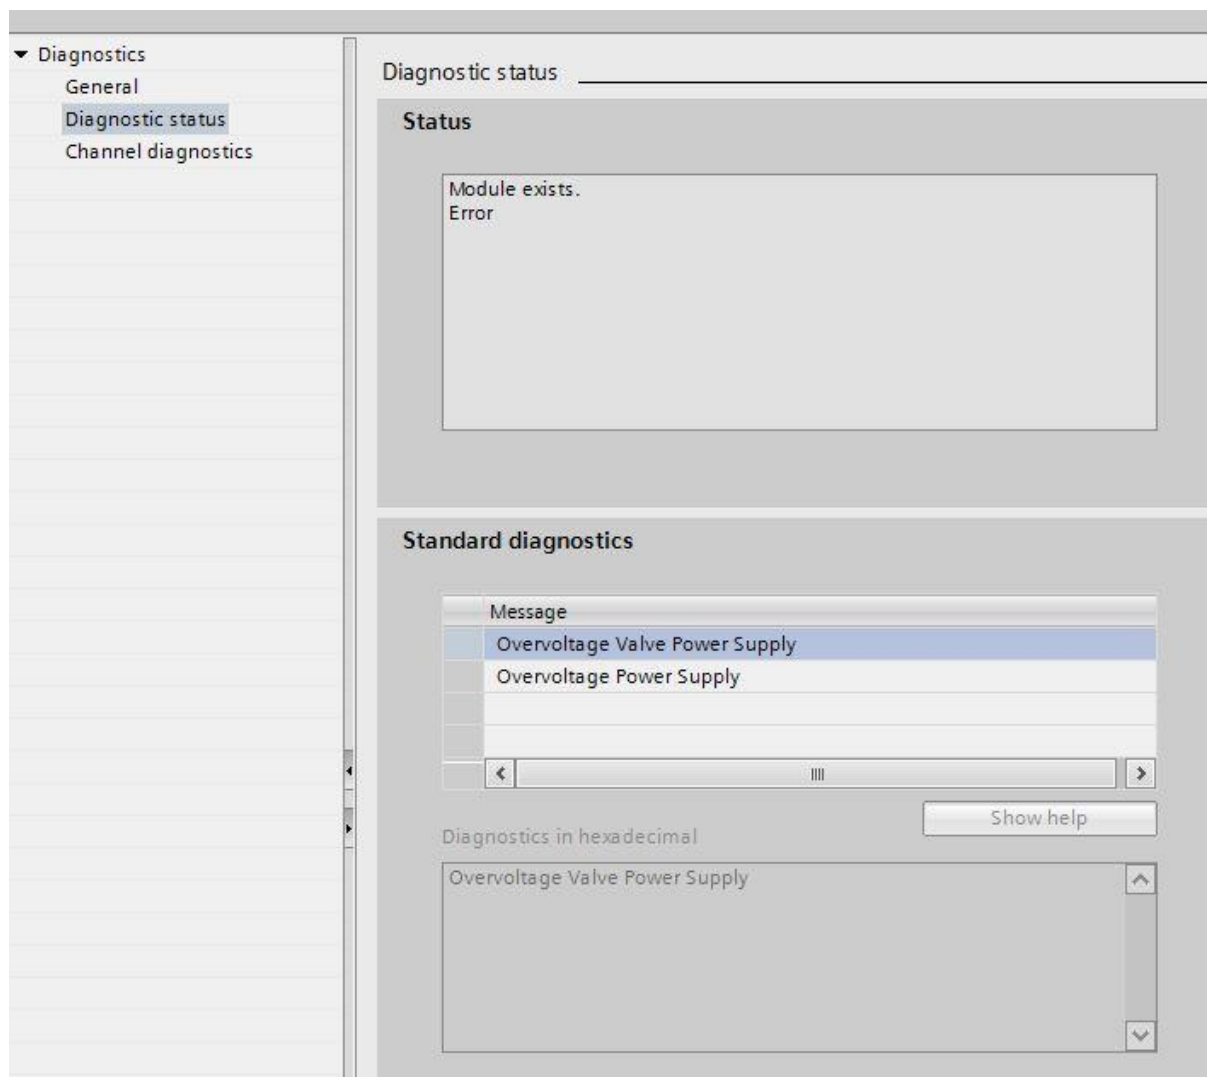 Diagnostics
General
Diagnostic status
Channel diagnostics
Diagnostic status
Status
Module exists.
Error
Standard diagnostics
Message
Overvoltage Valve Power Supply
Overvoltage Power Supply
Show help
Diagnostics in hexadecimal
Overvoltage Valve Power Supply